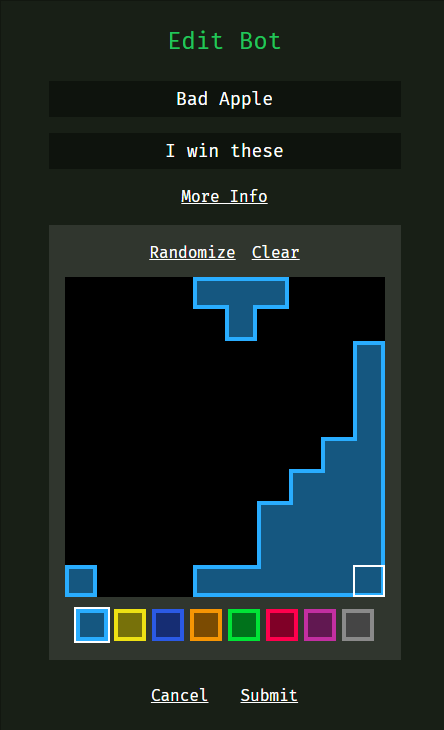 Edit Bot
Bad Apple
I win these
More Info
Randomize Clear
Cancel Submit